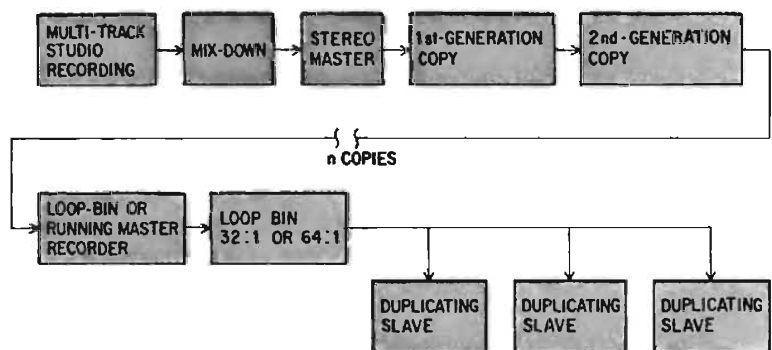 MULTI-TRACK
STUDIO
RECORDING
MIX-DOWN
STEREO
MASTER
1st-GENERATION
COPY
2nd-GENERATION
COPY
n COPIES
LOOP-BIN OR
RUNNING MASTER
RECORDER
LOOP BIN
32:1 OR 64:1
DUPLICATING
SLAVE
DUPLICATING
SLAVE
DUPLICATING
SLAVE